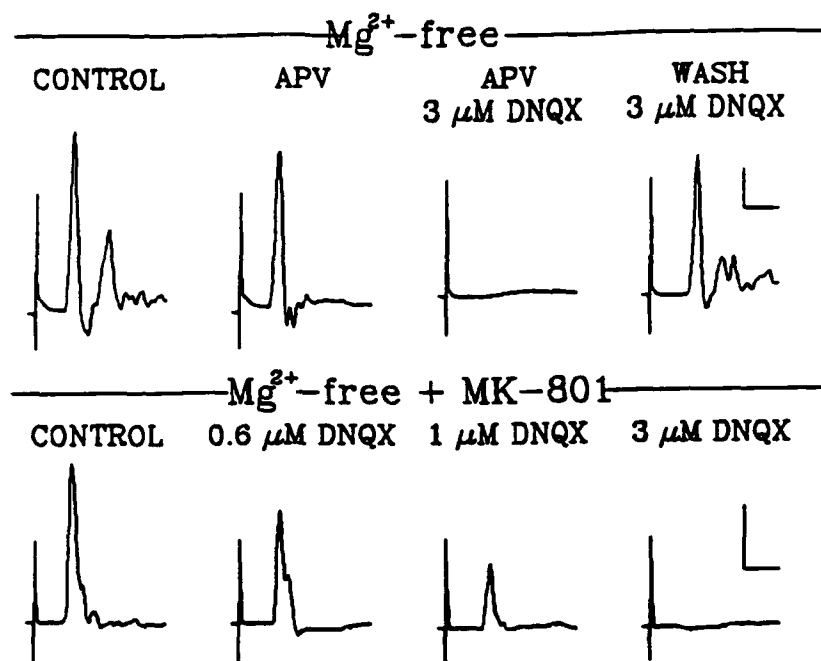 Mg²⁺-free
CONTROL APV APV WASH
3 μM DNQX 3 μM DNQX
Mg²⁺-free + MK-801
CONTROL 0.6 μM DNQX 1 μM DNQX 3 μM DNQX